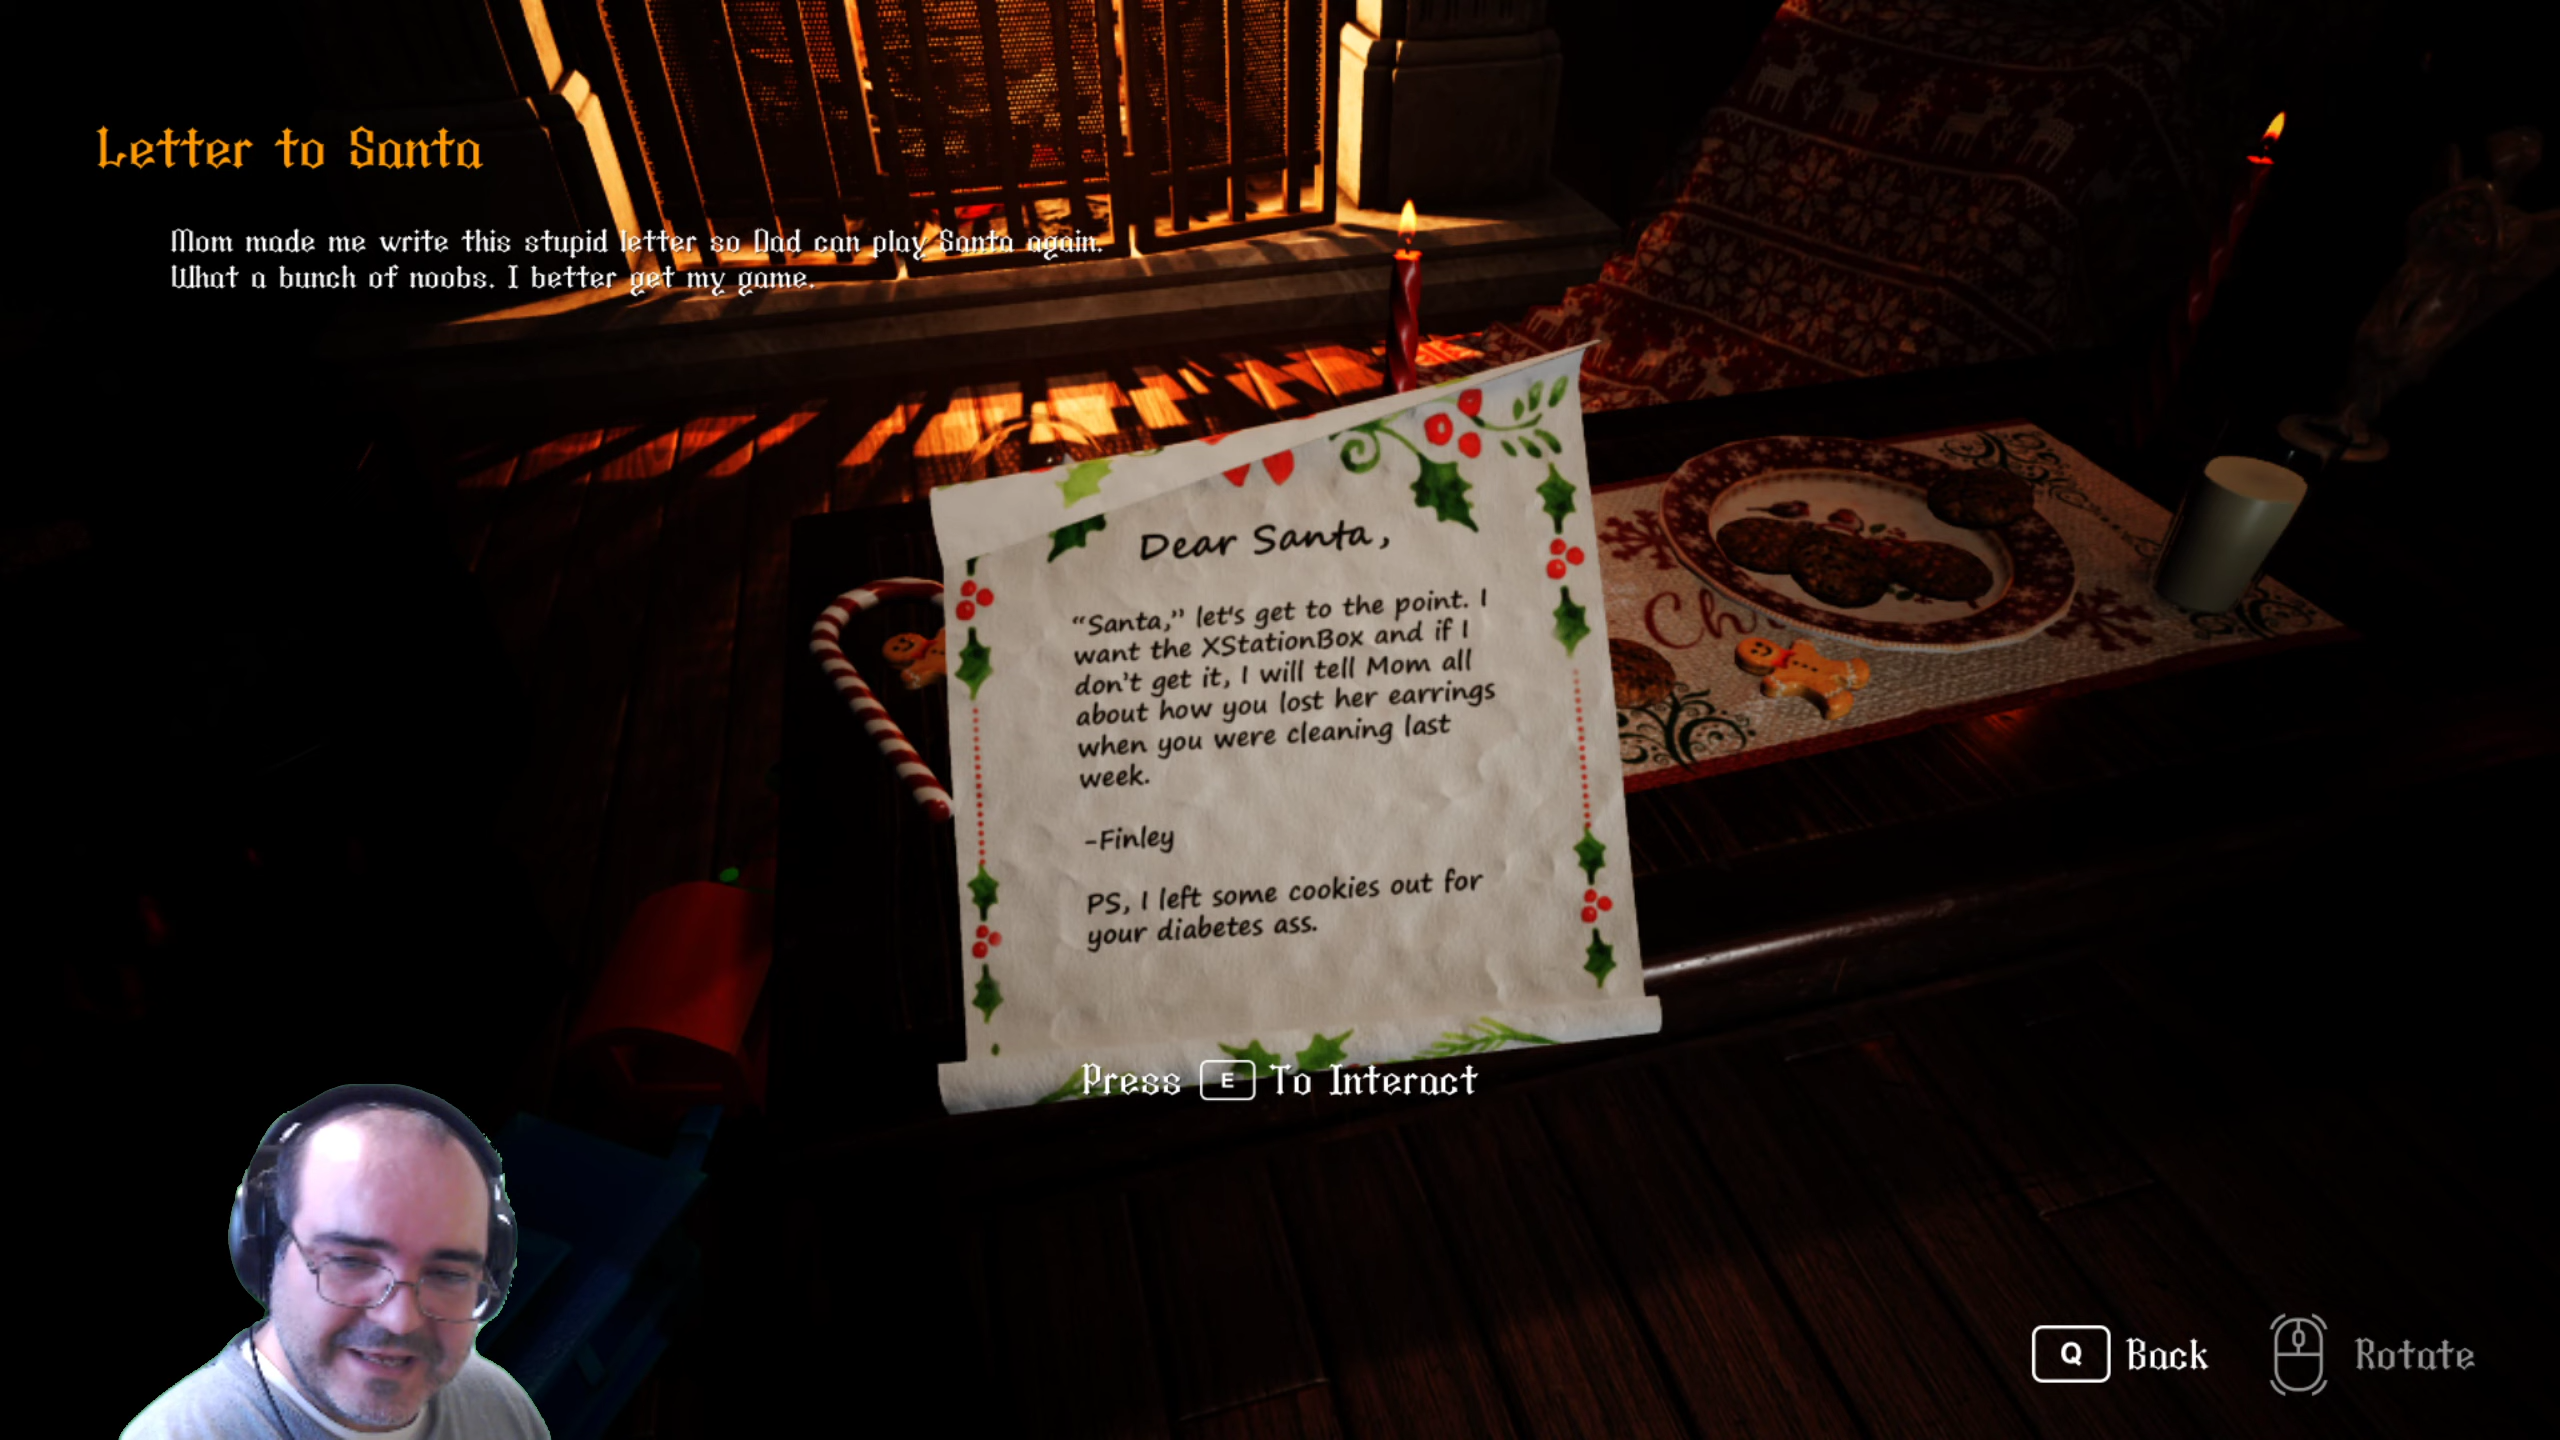 Letter to Santa
Mom made me write this stupid letter so Dad can play Santa again.
What a bunch of noobs. I better get my game.
Dear Santa,
“Santa,” let's get to the point. I
want the XStationBox and if I
don't get it, I will tell Mom all
about how you lost her earrings
when you were cleaning last
week.
-Finley
PS, I left some cookies out for
your diabetes ass.
Ch
Press E To Interact
Q Back
Rotate